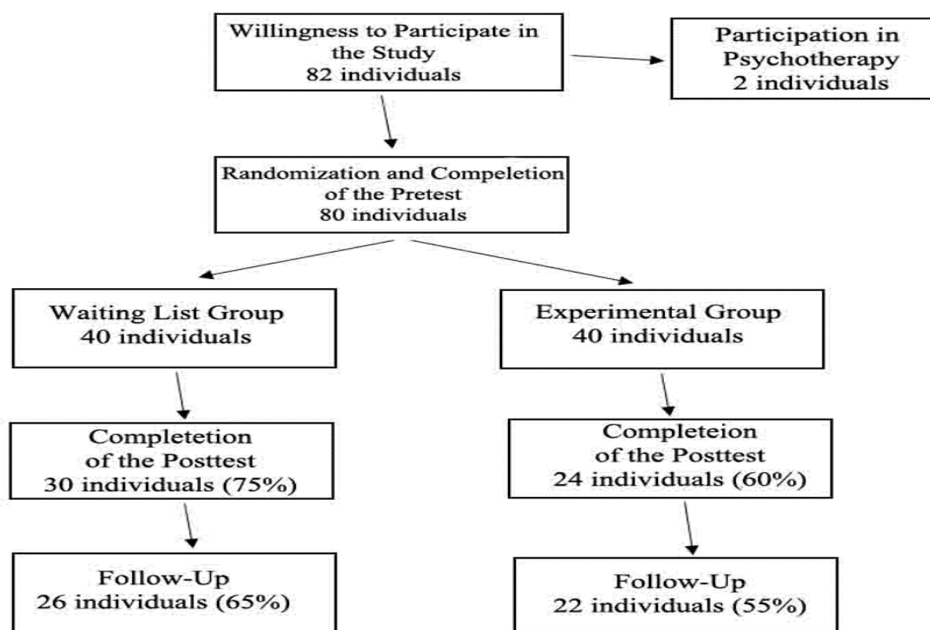 Willingness to Participate in
the Study
82 individuals
Participation in
Psychotherapy
2 individuals
Randomization and Compeletion
of the Pretest
80 individuals
Waiting List Group
40 individuals
Experimental Group
40 individuals
Completetion
of the Posttest
30 individuals (75%)
Completeion
of the Posttest
24 individuals (60%)
Follow-Up
26 individuals (65%)
Follow-Up
22 individuals (55%)